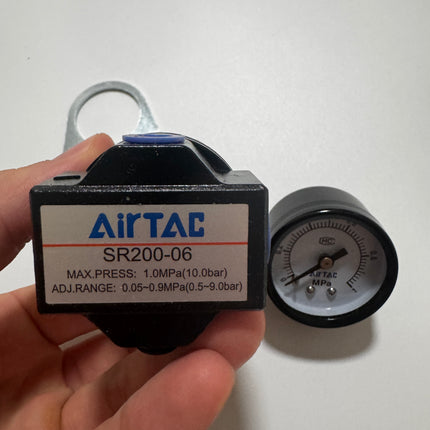 AirTAC
SR200-06
MAX.PRESS: 1.0MPa(10.0bar)
ADJ.RANGE: 0.05~0.9MPa(0.5~9.0bar)
MC
AirTAC
MPa